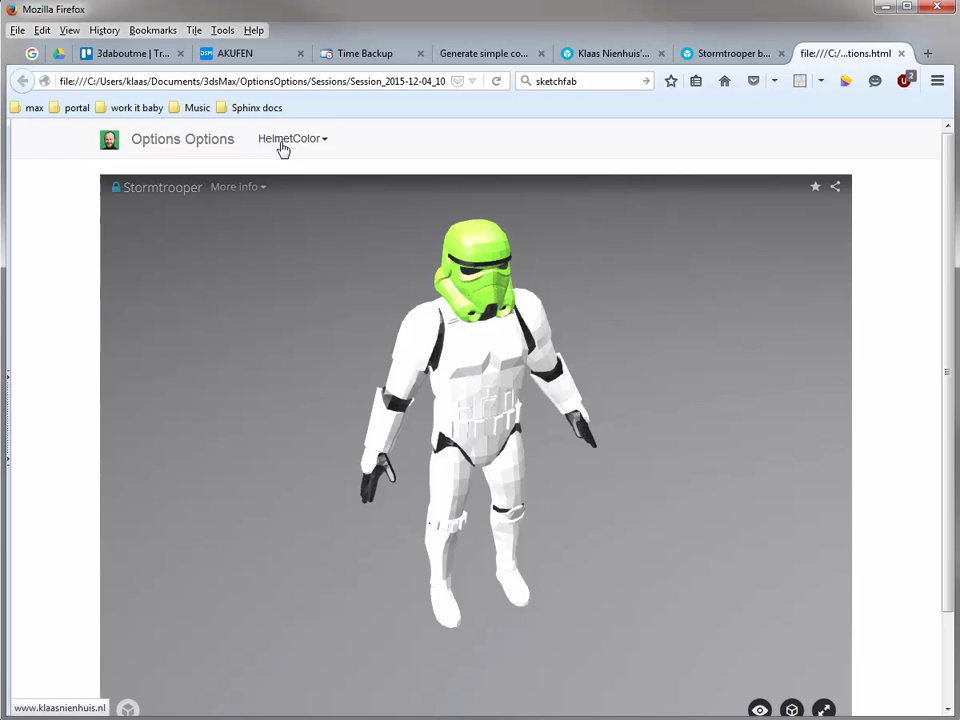 Mozilla Firefox
File Edit View History Bookmarks Tile Tools Help
3daboutme | Tr... AKUFEN Time Backup Generate simple co... Klaas Nienhuis'... Stormtrooper b... file:///C:/...tions.html
file:///C:/Users/klaas/Documents/3dsMax/OptionsOptions/Sessions/Session_2015-12-04_10 sketchfab 2
max portal work it baby Music Sphinx docs
Options Options HelmetColor
Stormtrooper More info
www.klaasnienhuis.nl